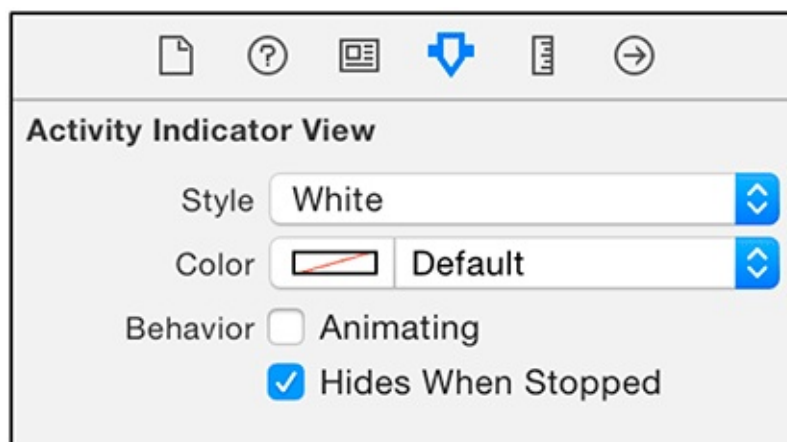 Activity Indicator View
Style White
Color Default
Behavior Animating
Hides When Stopped